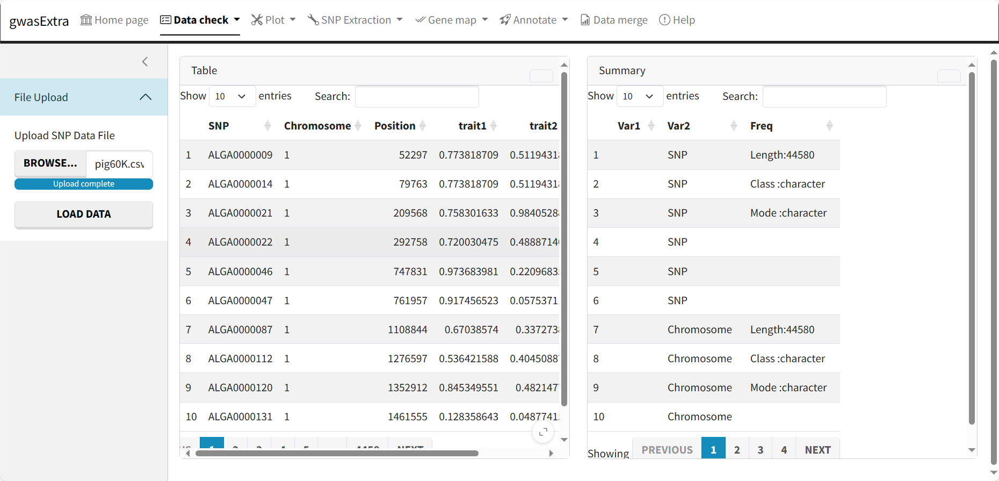 gwasExtra Home page Data check Plot SNP Extraction Gene map Annotate Data merge Help
File Upload
Upload SNP Data File
BROWSE... pig60K.csv
Upload complete
LOAD DATA
Table
Show 10 entries Search:
SNP Chromosome Position trait1 trait2
1 ALGA0000009 1 52297 0.773818709 0.5119431
2 ALGA0000014 1 79763 0.773818709 0.5119431
3 ALGA0000021 1 209568 0.758301633 0.9840528
4 ALGA0000022 1 292758 0.720030475 0.4888714
5 ALGA0000046 1 747831 0.973683981 0.2209683
6 ALGA0000047 1 761957 0.917456523 0.0575371
7 ALGA0000087 1 1108844 0.67038574 0.337273
8 ALGA0000112 1 1276597 0.536421588 0.4045088
9 ALGA0000120 1 1352912 0.845349551 0.482147
10 ALGA0000131 1 1461555 0.128358643 0.0487741
1 2 3 4 5 4458 NEXT
Summary
Show 10 entries Search:
Var1 Var2 Freq
1 SNP Length:44580
2 SNP Class :character
3 SNP Mode :character
4 SNP
5 SNP
6 SNP
7 Chromosome Length:44580
8 Chromosome Class :character
9 Chromosome Mode :character
10 Chromosome
Showing PREVIOUS 1 2 3 4 NEXT